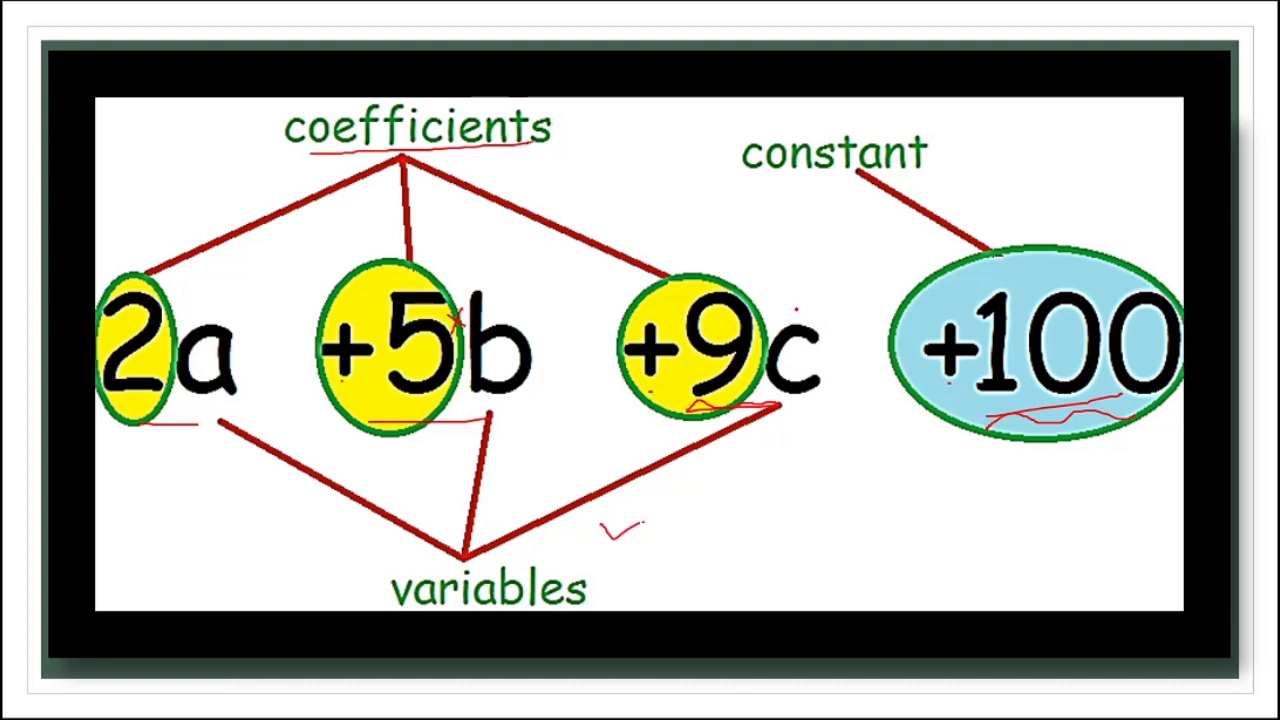 coefficients
constant
2a +5b +9c +100
variables